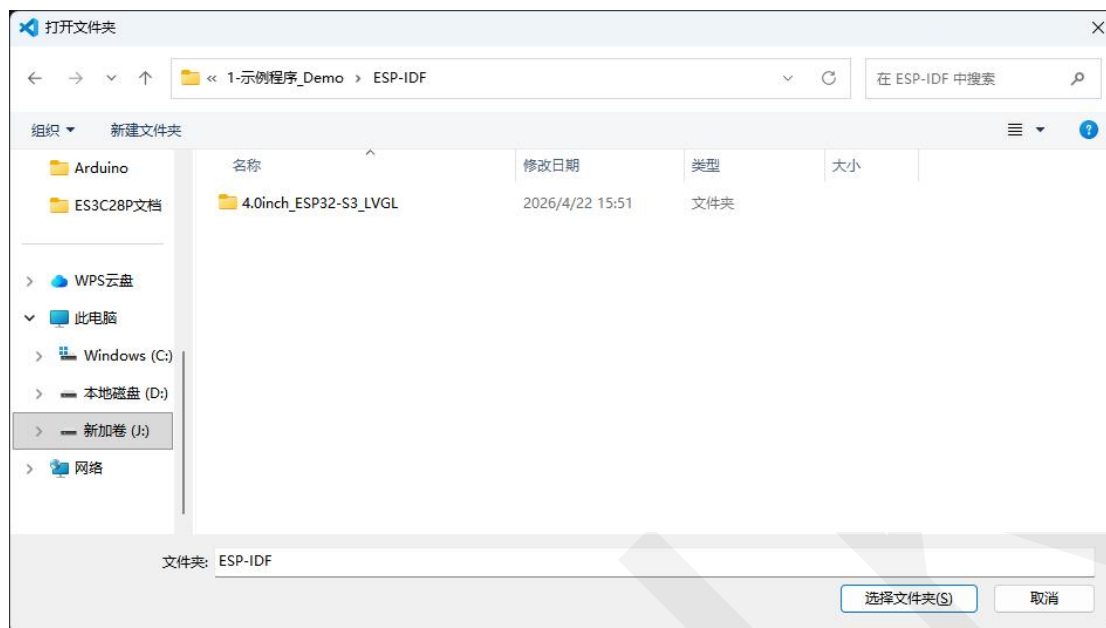 打开文件夹
« 1-示例程序_Demo › ESP-IDF
在 ESP-IDF 中搜索
组织 新建文件夹
名称 修改日期 类型 大小
Arduino
ES3C28P文档
4.0inch_ESP32-S3_LVGL 2026/4/22 15:51 文件夹
WPS云盘
此电脑
Windows (C:)
本地磁盘 (D:)
新加卷 (J:)
网络
文件夹: ESP-IDF
选择文件夹(S) 取消